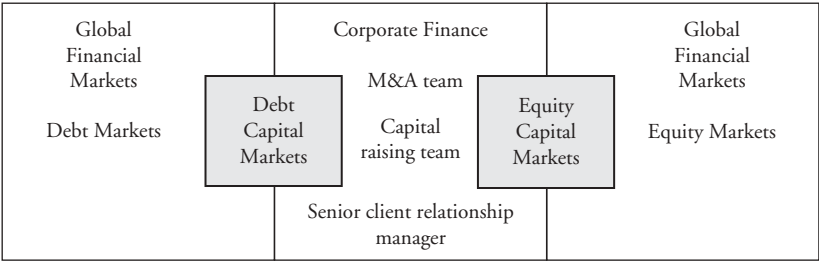 Global
Financial
Markets
Debt Markets
Debt
Capital
Markets
Corporate Finance
M&A team
Capital
raising team
Senior client relationship
manager
Equity
Capital
Markets
Global
Financial
Markets
Equity Markets